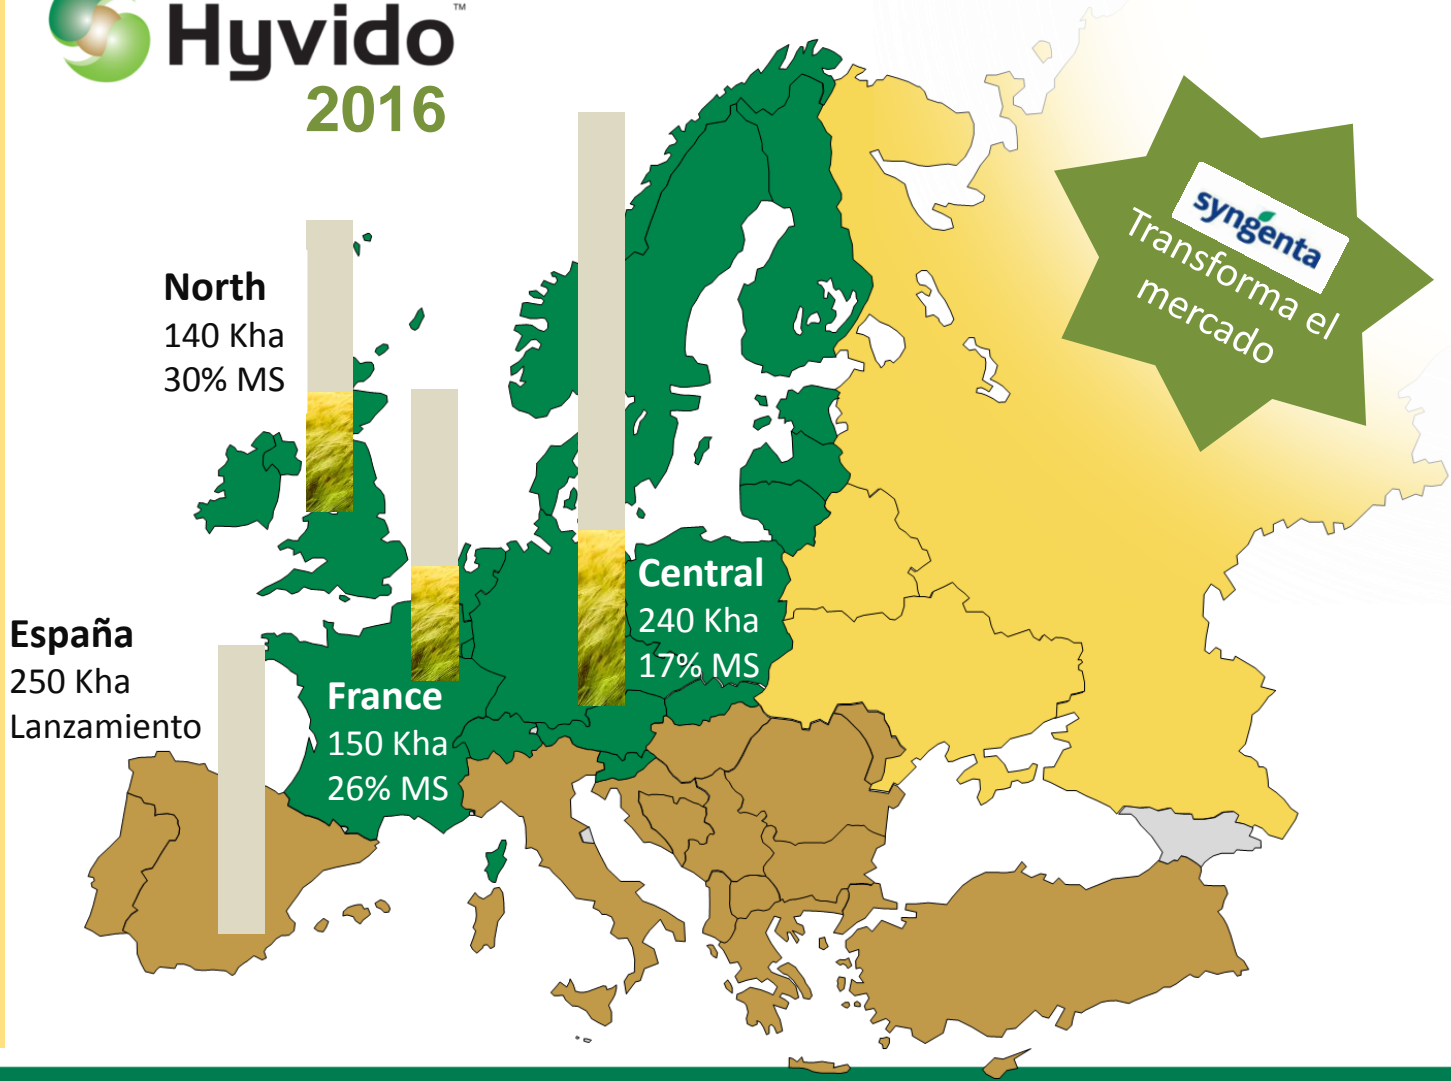 Hyvido™
2016
North
140 Kha
30% MS
syngenta
Transforma el
mercado
Central
240 Kha
17% MS
España
250 Kha
Lanzamiento
France
150 Kha
26% MS